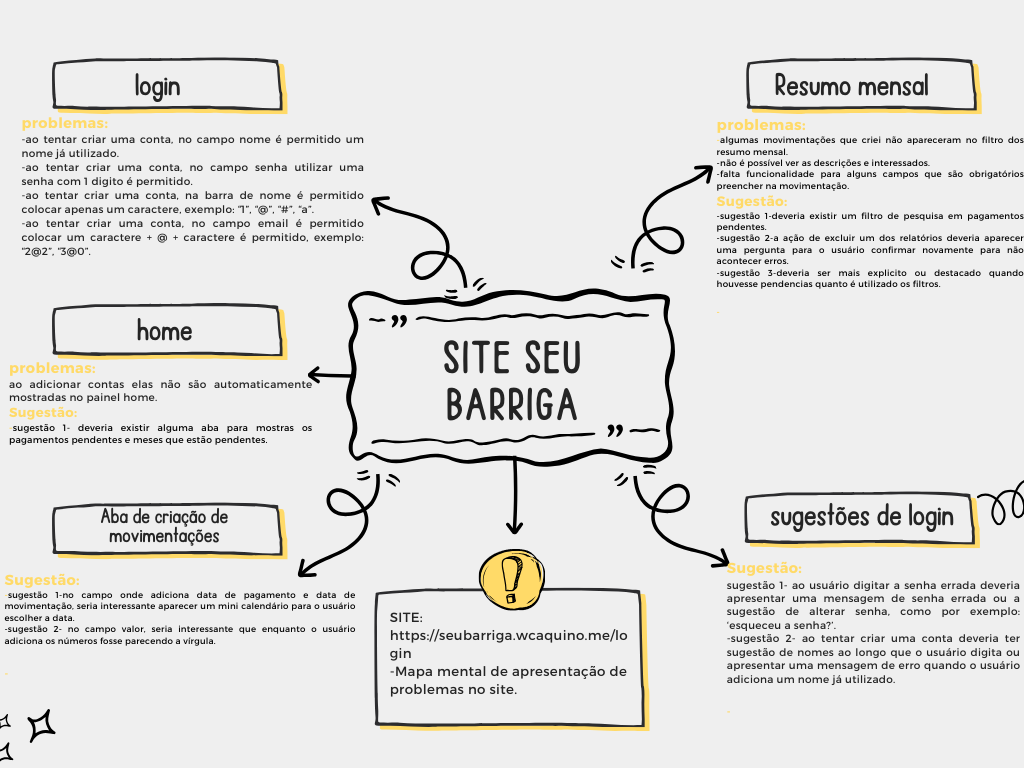 login
problemas:
-ao tentar criar uma conta, no campo nome é permitido um
nome já utilizado.
-ao tentar criar uma conta, no campo senha utilizar uma
senha com 1 digito é permitido.
-ao tentar criar uma conta, na barra de nome é permitido
colocar apenas um caractere, exemplo: "1", "@", "#", "a".
-ao tentar criar uma conta, no campo email é permitido
colocar um caractere + @ + caractere é permitido, exemplo:
"2@2", "3@0".
home
problemas:
ao adicionar contas elas não são automaticamente
mostradas no painel home.
Sugestão:
sugestão 1- deveria existir alguma aba para mostras os
pagamentos pendentes e meses que estão pendentes.
Aba de criação de
movimentações
Sugestão:
sugestão 1-no campo onde adiciona data de pagamento e data de
movimentação, seria interessante aparecer um mini calendário para o usuário
escolher a data.
-sugestão 2- no campo valor, seria interessante que enquanto o usuário
adiciona os números fosse parecendo a vírgula.
SITE SEU
BARRIGA
SITE:
https://seubarriga.wcaquino.me/lo
gin
-Mapa mental de apresentação de
problemas no site.
Resumo mensal
problemas:
algumas movimentações que criei não apareceram no filtro dos
resumo mensal.
-não é possível ver as descrições e interessados.
-falta funcionalidade para alguns campos que são obrigatórios
preencher na movimentação.
Sugestão:
-sugestão 1-deveria existir um filtro de pesquisa em pagamentos
pendentes.
-sugestão 2-a ação de excluir um dos relatórios deveria aparecer
uma pergunta para o usuário confirmar novamente para não
acontecer erros.
-sugestão 3-deveria ser mais explicito ou destacado quando
houvesse pendencias quanto é utilizado os filtros.
sugestões de login
Sugestão:
sugestão 1- ao usuário digitar a senha errada deveria
apresentar uma mensagem de senha errada ou a
sugestão de alterar senha, como por exemplo:
'esqueceu a senha?'.
-sugestão 2- ao tentar criar uma conta deveria ter
sugestão de nomes ao longo que o usuário digita ou
apresentar uma mensagem de erro quando o usuário
adiciona um nome já utilizado.